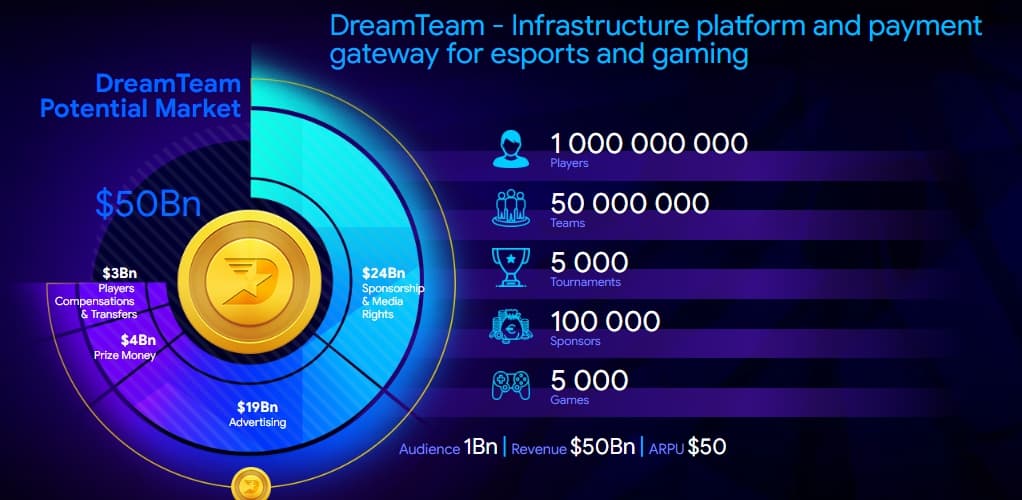 DreamTeam - Infrastructure platform and payment
gateway for esports and gaming
DreamTeam
Potential Market
$50Bn
$3Bn
Players
Compensations
& Transfers
$4Bn
Prize Money
$19Bn
Advertising
$24Bn
Sponsorship
& Media
Rights
1 000 000 000
Players
50 000 000
Teams
5 000
Tournaments
100 000
Sponsors
5 000
Games
Audience 1Bn | Revenue $50Bn | ARPU $50